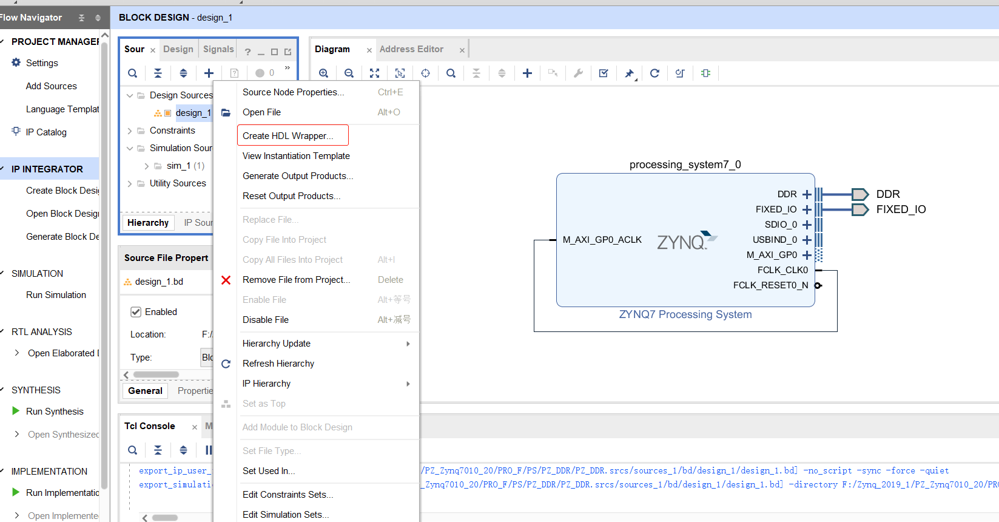 Flow Navigator
BLOCK DESIGN - design_1
PROJECT MANAGER
Settings
Add Sources
Language Templat
IP Catalog
IP INTEGRATOR
Create Block Desig
Open Block Design
Generate Block De
SIMULATION
Run Simulation
RTL ANALYSIS
Open Elaborated D
SYNTHESIS
Run Synthesis
Open Synthesized
IMPLEMENTATION
Run Implementatio
Open Implemente
Sour Design Signals
0
Design Sources
design_1
Constraints
Simulation Sour
sim_1 (1)
Utility Sources
Hierarchy IP Sour
Source File Propert
design_1.bd
Enabled
Location: F:/
Type: Blo
General Propertie
Source Node Properties... Ctrl+E
Open File Alt+O
Create HDL Wrapper...
View Instantiation Template
Generate Output Products...
Reset Output Products...
Replace File...
Copy File Into Project
Copy All Files Into Project Alt+I
Remove File from Project... Delete
Enable File Alt+等号
Disable File Alt+减号
Hierarchy Update
Refresh Hierarchy
IP Hierarchy
Set as Top
Add Module to Block Design
Set File Type...
Set Used In...
Edit Constraints Sets...
Edit Simulation Sets...
Diagram Address Editor
processing_system7_0
DDR
FIXED_IO
SDIO_0
USBIND_0
M_AXI_GP0
FCLK_CLK0
FCLK_RESET0_N
M_AXI_GP0_ACLK
ZYNQ
DDR
FIXED_IO
ZYNQ7 Processing System
Tcl Console M
export_ip_user_ /PZ_Zynq7010_20/PRO_F/PS/PZ_DDR/PZ_DDR.srcs/sources_1/bd/design_1/design_1.bd] -no_script -sync -force -quiet
export_simulatio _Zynq7010_20/PRO_F/PS/PZ_DDR/PZ_DDR.srcs/sources_1/bd/design_1/design_1.bd] -directory F:/Zynq_2019_1/PZ_Zynq7010_20/PRO